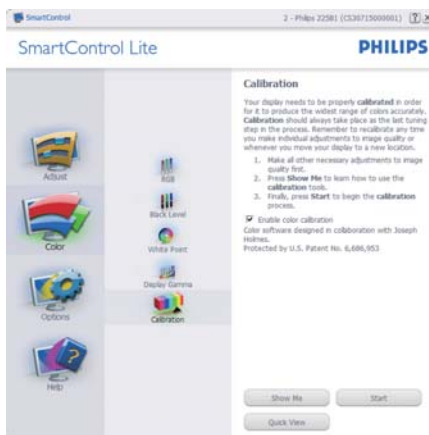 SmartControl
2 - Philips 225B1 (CS30715000001)
SmartControl Lite
PHILIPS
Adjust
Color
Options
Help
RGB
Black Level
White Point
Display Gamma
Calibration
Calibration
Your display needs to be properly calibrated in order
for it to produce the widest range of colors accurately.
Calibration should always take place as the last tuning
step in the process. Remember to recalibrate any time
you make individual adjustments to image quality or
whenever you move your display to a new location.
1. Make all other necessary adjustments to image
quality first.
2. Press Show Me to learn how to use the
calibration tools.
3. Finally, press Start to begin the calibration
process.
Enable color calibration
Color software designed in collaboration with Joseph
Holmes.
Protected by U.S. Patent No. 6,686,953
Show Me
Start
Quick View